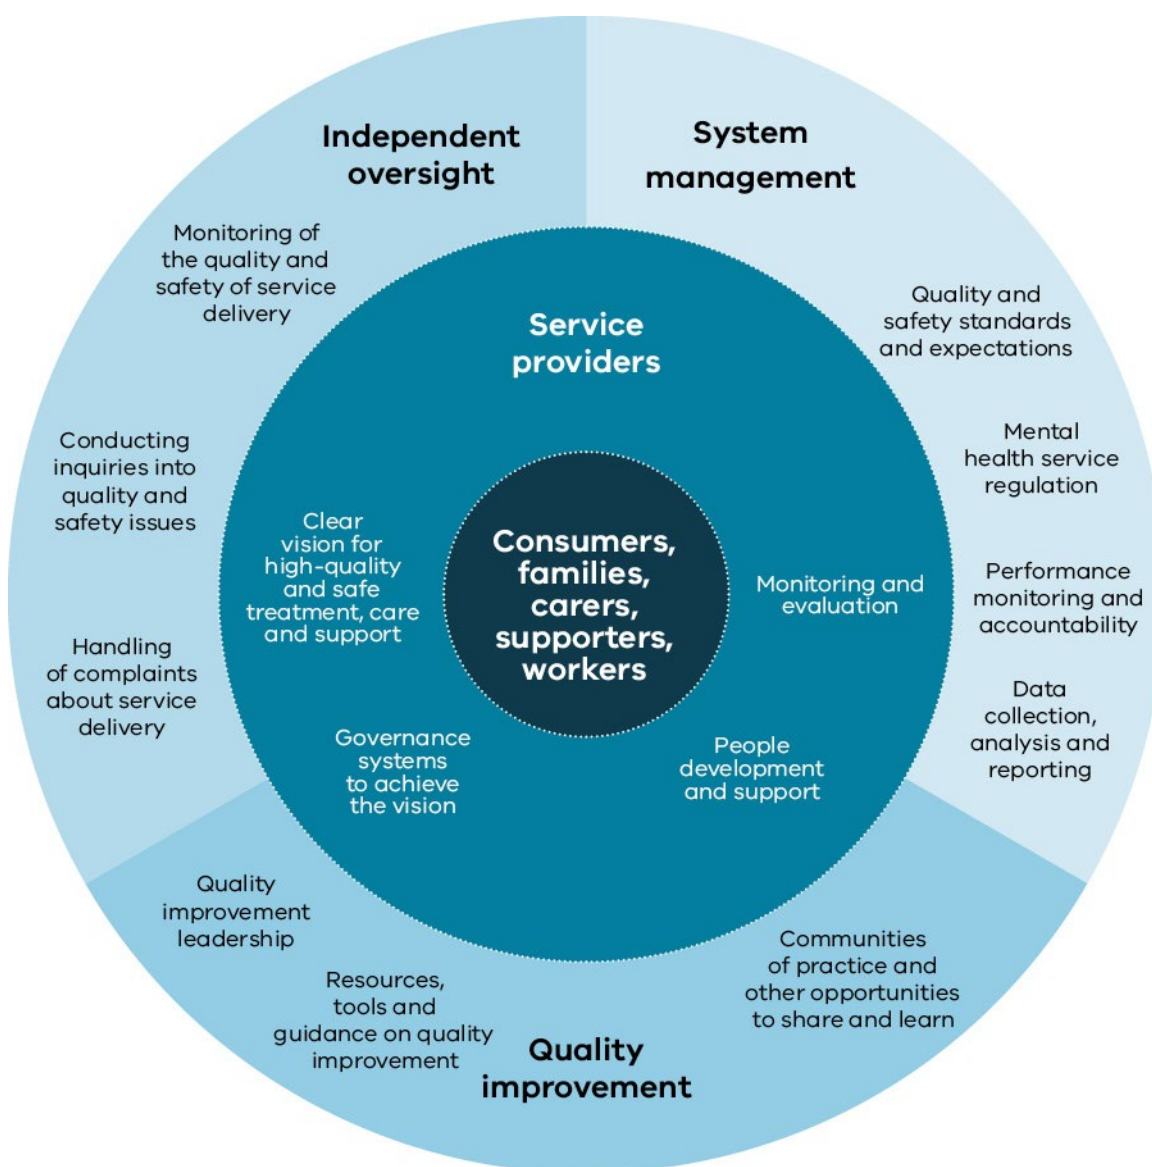 Independent
oversight
Monitoring of
the quality and
safety of service
delivery
Conducting
inquiries into
quality and
safety issues
Handling
of complaints
about service
delivery
System
management
Quality and
safety standards
and expectations
Mental
health service
regulation
Performance
monitoring and
accountability
Data
collection,
analysis and
reporting
Service
providers
Clear
vision for
high-quality
and safe
treatment, care
and support
Governance
systems
to achieve
the vision
Monitoring and
evaluation
People
development
and support
Consumers,
families,
carers,
supporters,
workers
Quality
improvement
leadership
Resources,
tools and
guidance on quality
improvement
Quality
improvement
Communities
of practice and
other opportunities
to share and learn